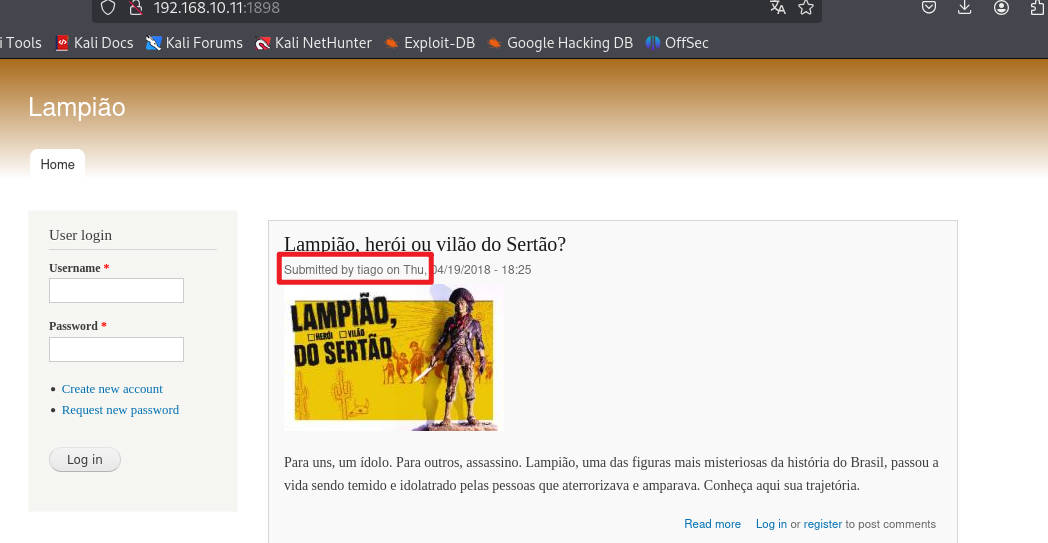 192.168.10.11:1898
i Tools Kali Docs Kali Forums Kali NetHunter Exploit-DB Google Hacking DB OffSec
Lampião
Home
User login
Username *
Password *
Create new account
Request new password
Log in
Lampião, herói ou vilão do Sertão?
Submitted by tiago on Thu, 04/19/2018 - 18:25
LAMPIÃO,
HERÓI VILÃO
DO SERTÃO
Para uns, um ídolo. Para outros, assassino. Lampião, uma das figuras mais misteriosas da história do Brasil, passou a
vida sendo temido e idolatrado pelas pessoas que aterrorizava e amparava. Conheça aqui sua trajetória.
Read more Log in or register to post comments